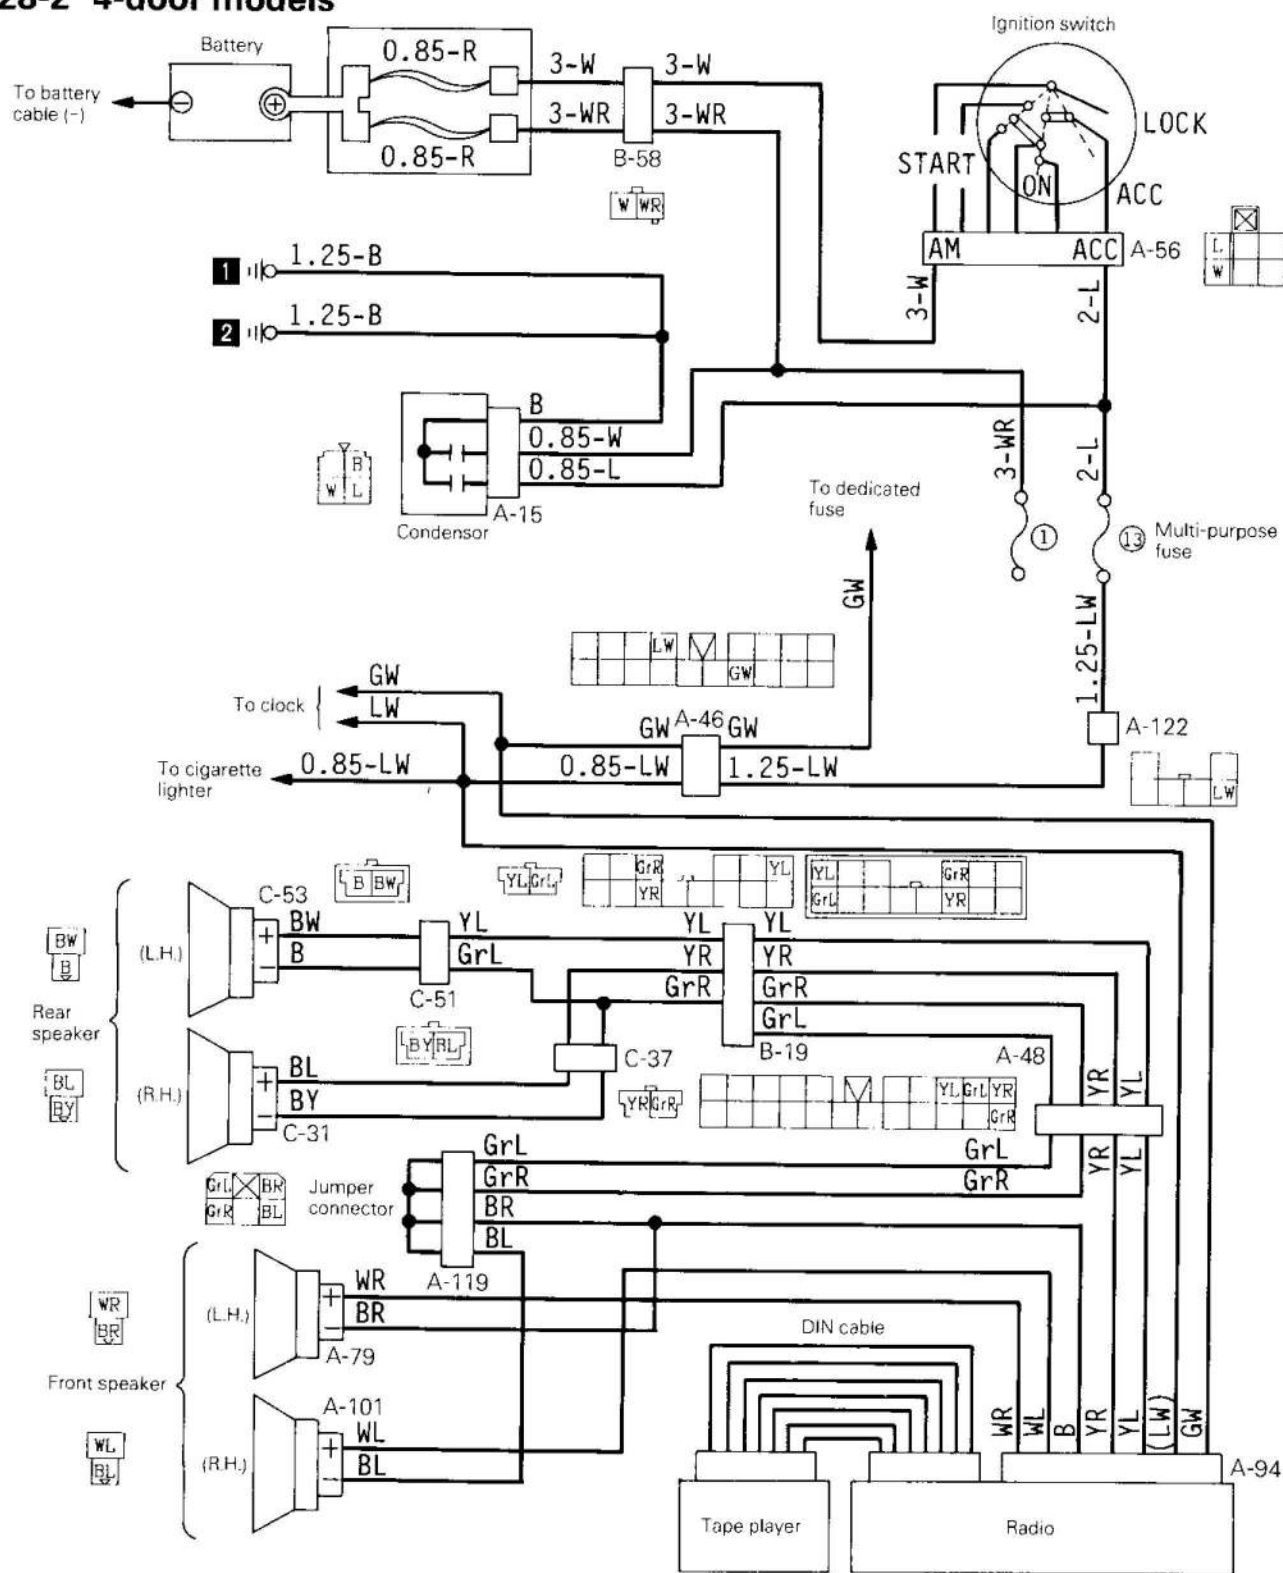 28-2 4-door models
Ignition switch
Battery
0.85-R
3-W
3-W
To battery
cable (−)
−
+
LOCK
3-WR
3-WR
0.85-R
B-58
START
ON
ACC
W WR
AM
ACC
A-56
L
W
1
1.25-B
3-W
2-L
2
1.25-B
B
0.85-W
0.85-L
B
W L
A-15
Condensor
3-WR
2-L
To dedicated
fuse
1
13
Multi-purpose
fuse
GW
1.25-LW
LW
GW
To clock
GW
LW
GW
A-46
GW
A-122
To cigarette
lighter
0.85-LW
0.85-LW
1.25-LW
LW
B BW
YL GrL
GrR
YL
YR
YL
GrR
GrL
YR
C-53
BW
YL
YL
YL
BW
B
(L.H.)
+
−
B
GrL
YR
YR
C-51
GrR
GrR
Rear
speaker
GrL
BY BL
B-19
A-48
YR
YL
C-37
BL
BY
(R.H.)
+
−
BL
BY
C-31
YR GrR
YL GrL YR
GrR
GrL
GrL
YR
YL
GrR
GrR
GrL
BR
GrR
BL
Jumper
connector
BR
BL
A-119
WR
BR
(L.H.)
+
−
WR
BR
A-79
DIN cable
Front speaker
A-101
WL
BL
(R.H.)
+
−
WL
BL
WR
WL
B
YR
YL
(LW)
GW
A-94
Tape player
Radio